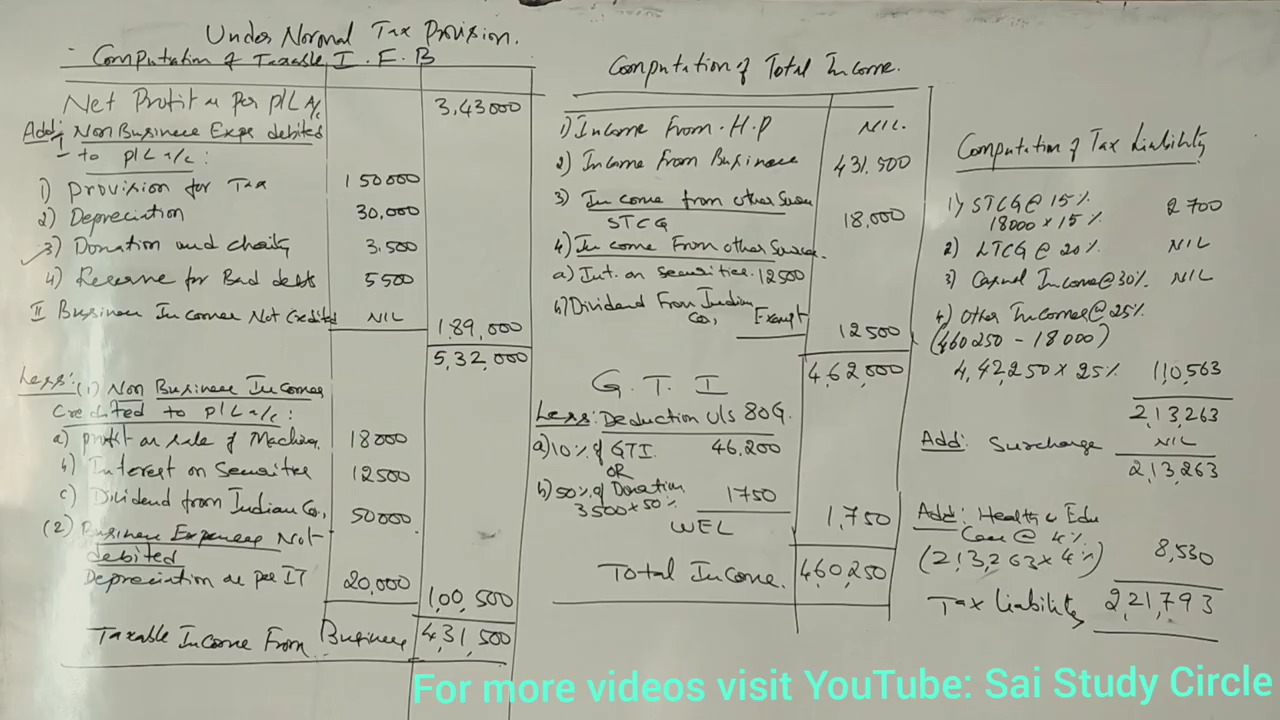 Under Normal Tax Provision.
Computation of Taxable I.F.B
Net Profit as per P/L A/c 3,43000
Add: I Non Business Exps debited
to P/L a/c:
1) Provision for Tax 150000
2) Depreciation 30,000
3) Donation and charity 3,500
4) Reserve for Bad debts 5500
II Business Incomes Not Credited NIL 1,89,000
5,32,000
Less: (1) Non Business Incomes
Credited to P/L a/c:
a) Profit on sale of Machine. 18000
b) Interest on Securities 12500
c) Dividend from Indian Co., 50000
(2) Business Expenses Not
debited
Depreciation as per IT 20,000 1,00,500
Taxable Income From Business 4,31,500
Computation of Total Income.
1) Income From H.P NIL.
2) Income From Business 431,500
3) Income from other Source
STCG 18,000
4) Income From other Sources.
a) Int. on Securities. 12500
b) Dividend From Indian
Co, Exempt 12500
4,62,000
G.T.I
Less: Deduction U/s 80G.
a) 10% of GTI. 46,200
OR
b) 50% of Donation
3500 x 50% 1750
WEL 1,750
Total Income. 460,250
Computation of Tax Liability
1) STCG @ 15%
18000 x 15% 2700
2) LTCG @ 20%. NIL
3) Casual Income @ 30%. NIL
4) Other Incomes @ 25%
(460250 - 18000)
4,42,250 x 25% 110,563
2,13,263
Add: Surcharge NIL
2,13,263
Add: Health & Edu
Cess @ 4%
(2,13,263 x 4%) 8,530
Tax liability 2,21,793
For more videos visit YouTube: Sai Study Circle